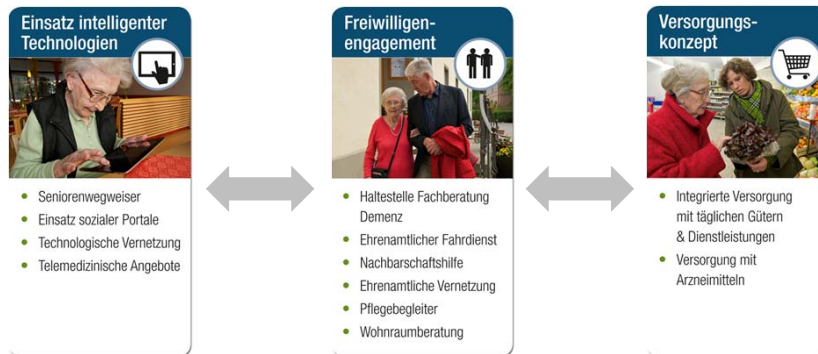 Einsatz intelligenter
Technologien
Seniorenwegweiser
Einsatz sozialer Portale
Technologische Vernetzung
Telemedizinische Angebote
Freiwilligen-
engagement
Haltestelle Fachberatung
Demenz
Ehrenamtlicher Fahrdienst
Nachbarschaftshilfe
Ehrenamtliche Vernetzung
Pflegebegleiter
Wohnraumberatung
Versorgungs-
konzept
Integrierte Versorgung
mit täglichen Gütern
& Dienstleistungen
Versorgung mit
Arzneimitteln